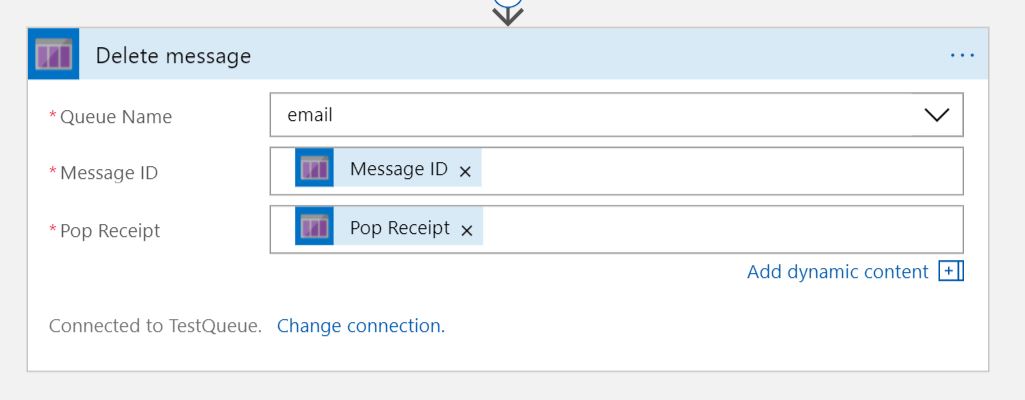 Delete message
...
* Queue Name email
* Message ID Message ID ×
* Pop Receipt Pop Receipt ×
Add dynamic content
Connected to TestQueue. Change connection.